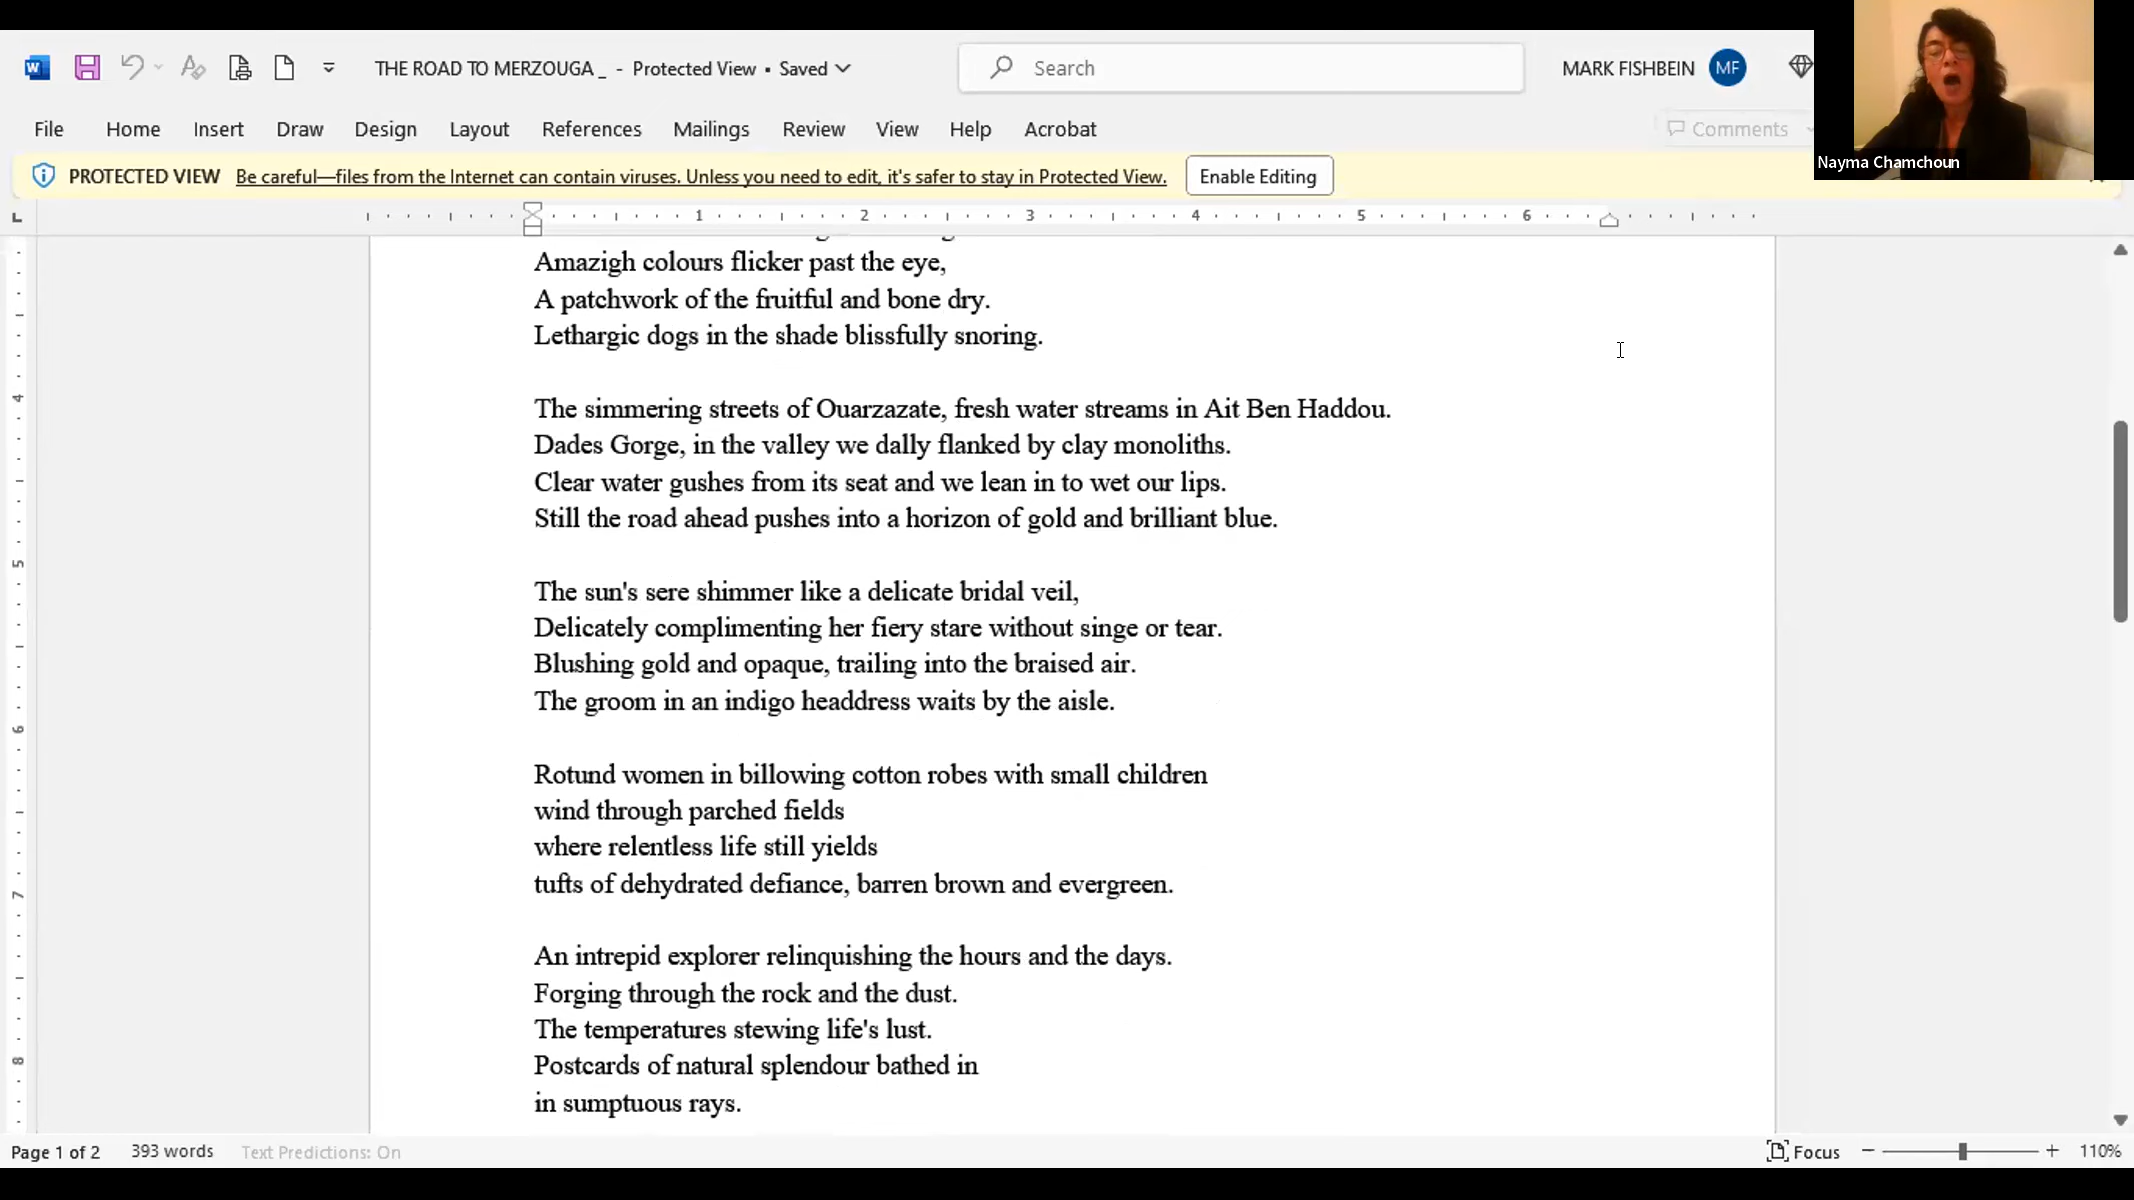 THE ROAD TO MERZOUGA _ - Protected View • Saved
Search
MARK FISHBEIN MF
File Home Insert Draw Design Layout References Mailings Review View Help Acrobat
Comments
Nayma Chamchoun
PROTECTED VIEW Be careful—files from the Internet can contain viruses. Unless you need to edit, it's safer to stay in Protected View. Enable Editing
1 2 3 4 5 6
Amazigh colours flicker past the eye,
A patchwork of the fruitful and bone dry.
Lethargic dogs in the shade blissfully snoring.
4
The simmering streets of Ouarzazate, fresh water streams in Ait Ben Haddou.
Dades Gorge, in the valley we dally flanked by clay monoliths.
Clear water gushes from its seat and we lean in to wet our lips.
Still the road ahead pushes into a horizon of gold and brilliant blue.
5
The sun's sere shimmer like a delicate bridal veil,
Delicately complimenting her fiery stare without singe or tear.
Blushing gold and opaque, trailing into the braised air.
The groom in an indigo headdress waits by the aisle.
6
Rotund women in billowing cotton robes with small children
wind through parched fields
where relentless life still yields
tufts of dehydrated defiance, barren brown and evergreen.
7
An intrepid explorer relinquishing the hours and the days.
Forging through the rock and the dust.
The temperatures stewing life's lust.
Postcards of natural splendour bathed in
in sumptuous rays.
8
Page 1 of 2 393 words Text Predictions: On Focus 110%